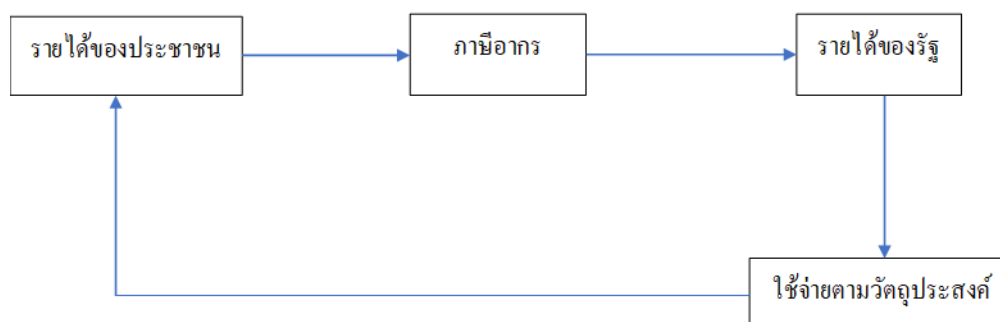 รายได้ของประชาชน
ภาษีอากร
รายได้ของรัฐ
ใช้จ่ายตามวัตถุประสงค์